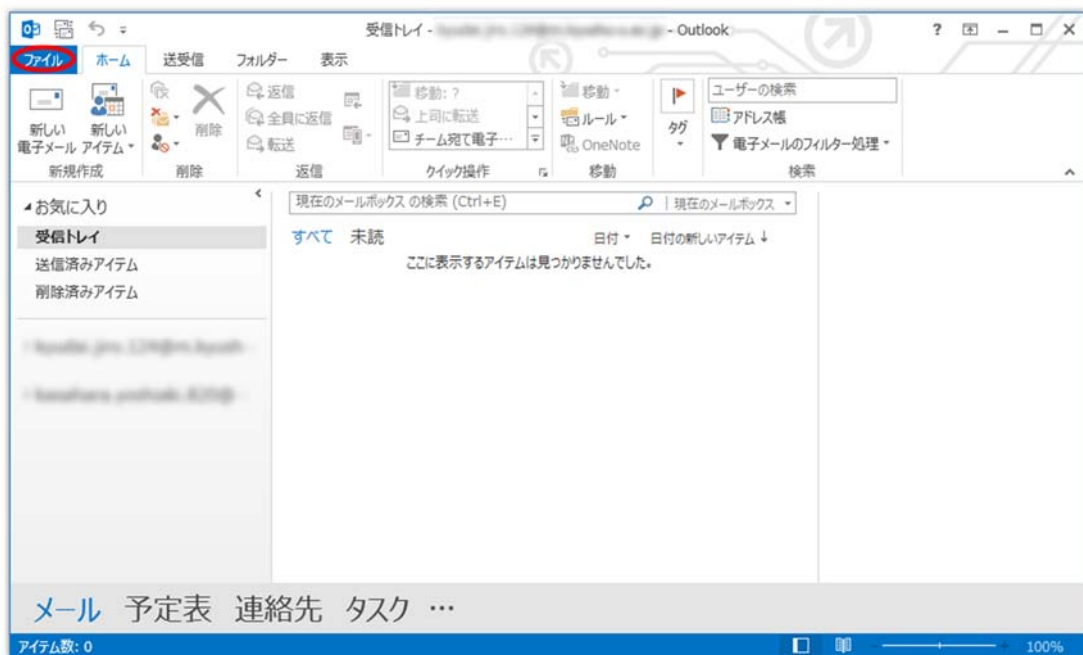 受信トレイ - - Outlook
ファイル ホーム 送受信 フォルダー 表示
新しい
電子メール
新しい
アイテム
新規作成
削除
削除
返信
全員に返信
転送
返信
移動: ?
上司に転送
チーム宛て電子…
クイック操作
移動
ルール
OneNote
移動
タグ
ユーザーの検索
アドレス帳
電子メールのフィルター処理
検索
お気に入り
受信トレイ
送信済みアイテム
削除済みアイテム
現在のメールボックス の検索 (Ctrl+E) 現在のメールボックス
すべて 未読 日付 日付の新しいアイテム ↓
ここに表示するアイテムは見つかりませんでした。
メール 予定表 連絡先 タスク …
アイテム数: 0 100%